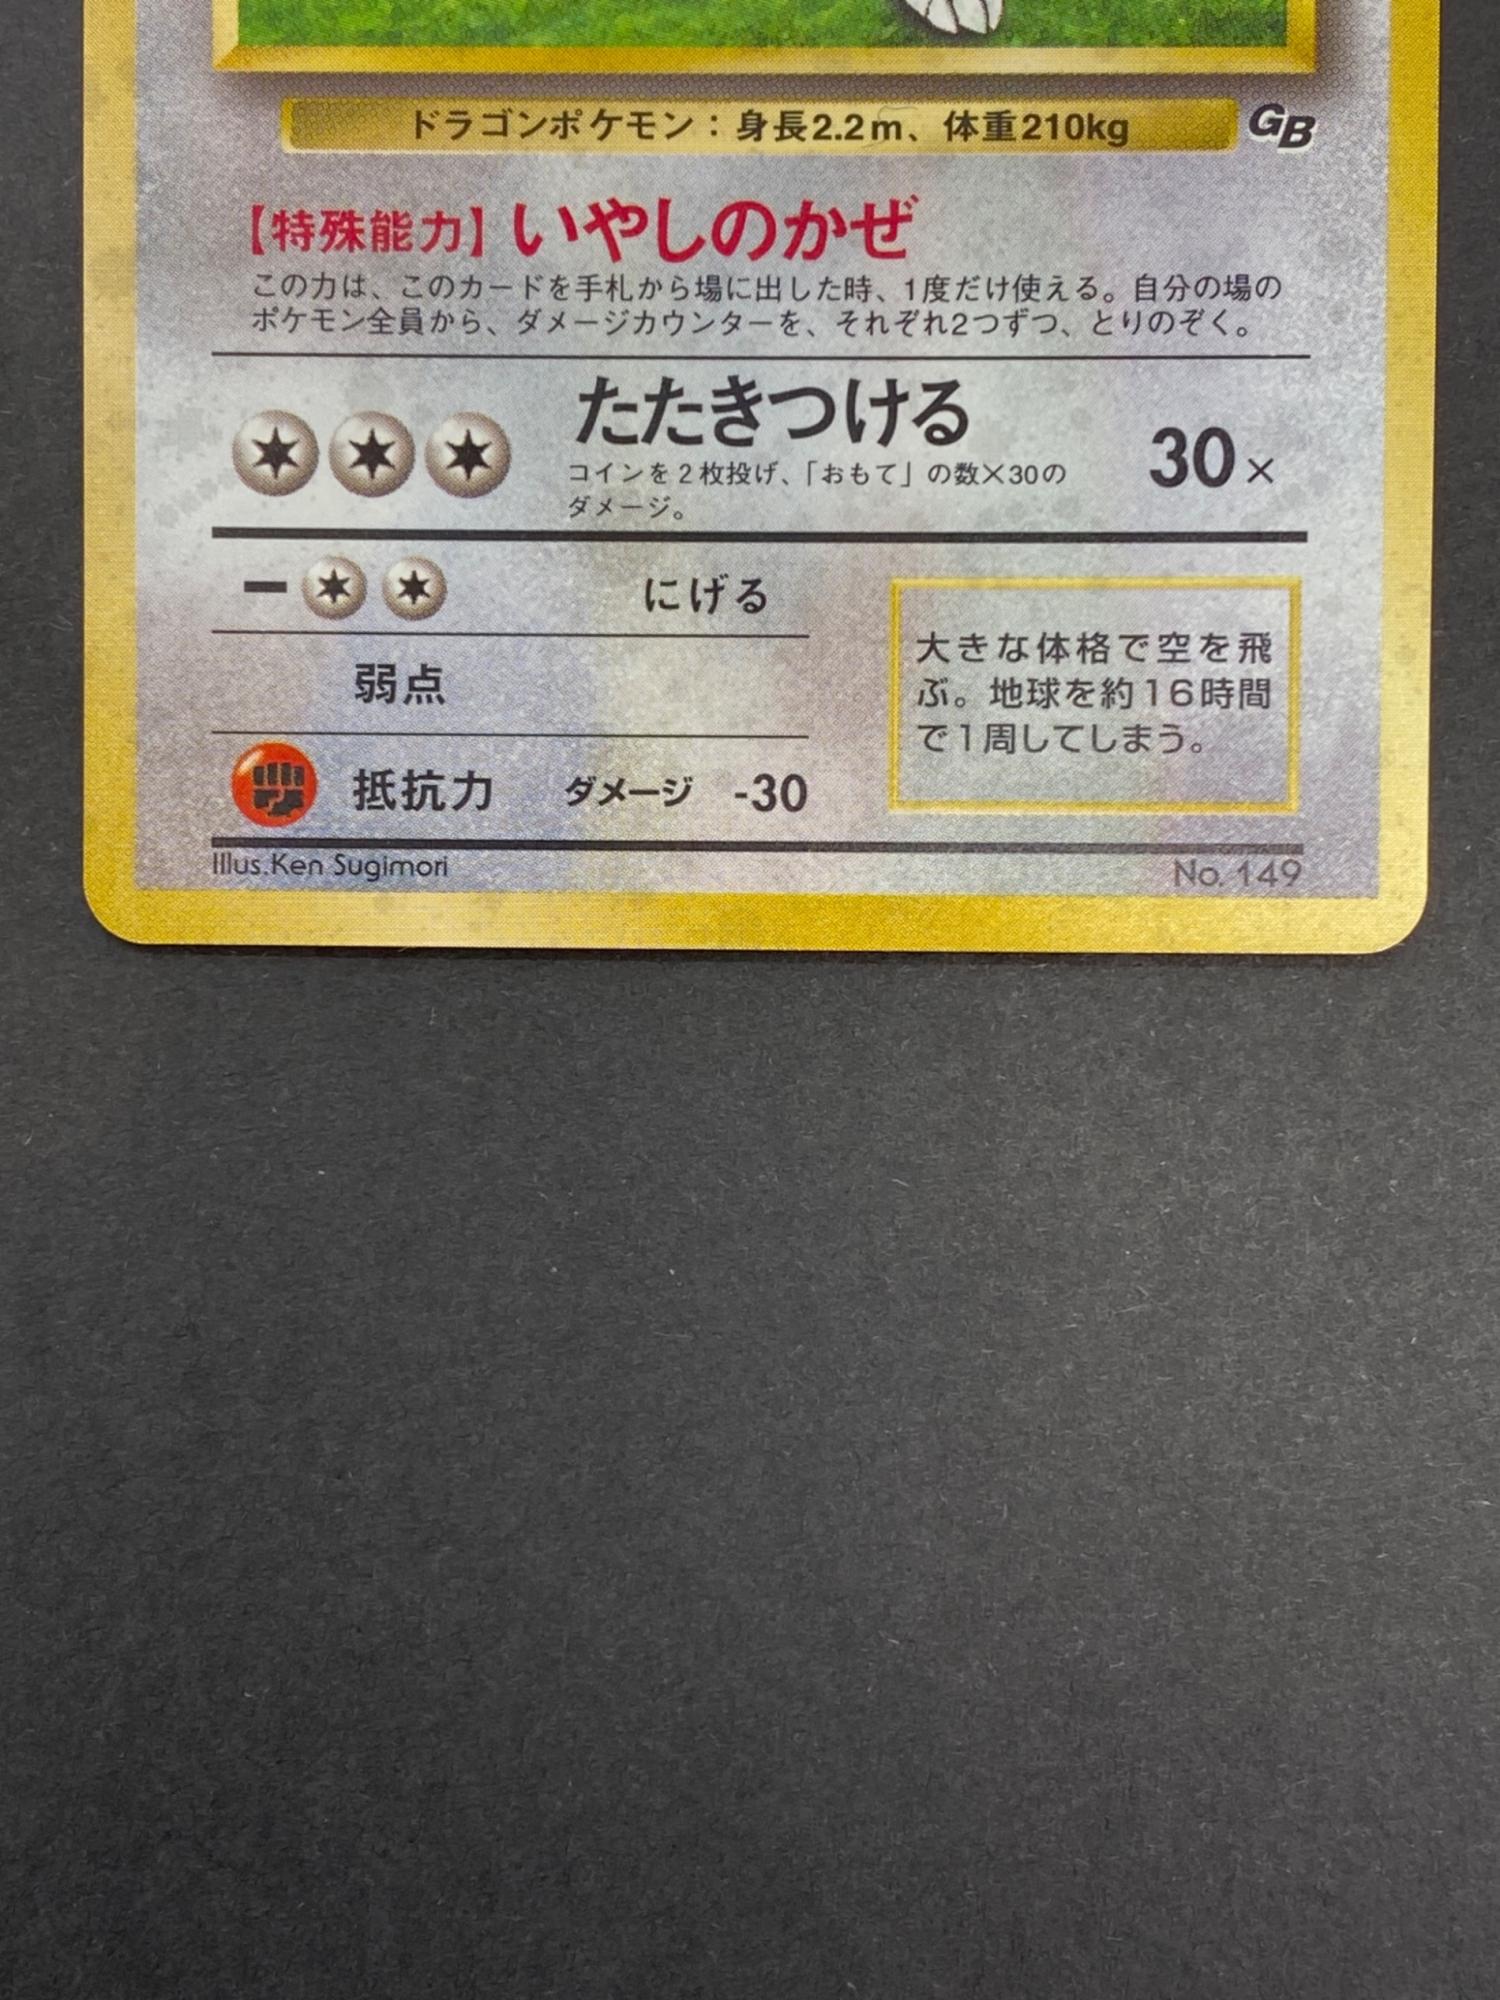 ドラゴンポケモン：身長2.2m、体重210kg
GB
【特殊能力】いやしのかぜ
この力は、このカードを手札から場に出した時、1度だけ使える。自分の場の
ポケモン全員から、ダメージカウンターを、それぞれ2つずつ、とりのぞく。
たたきつける
30×
コインを2枚投げ、「おもて」の数×30の
ダメージ。
ー にげる
弱点
抵抗力 ダメージ -30
大きな体格で空を飛
ぶ。地球を約16時間
で1周してしまう。
Illus.Ken Sugimori
No. 149